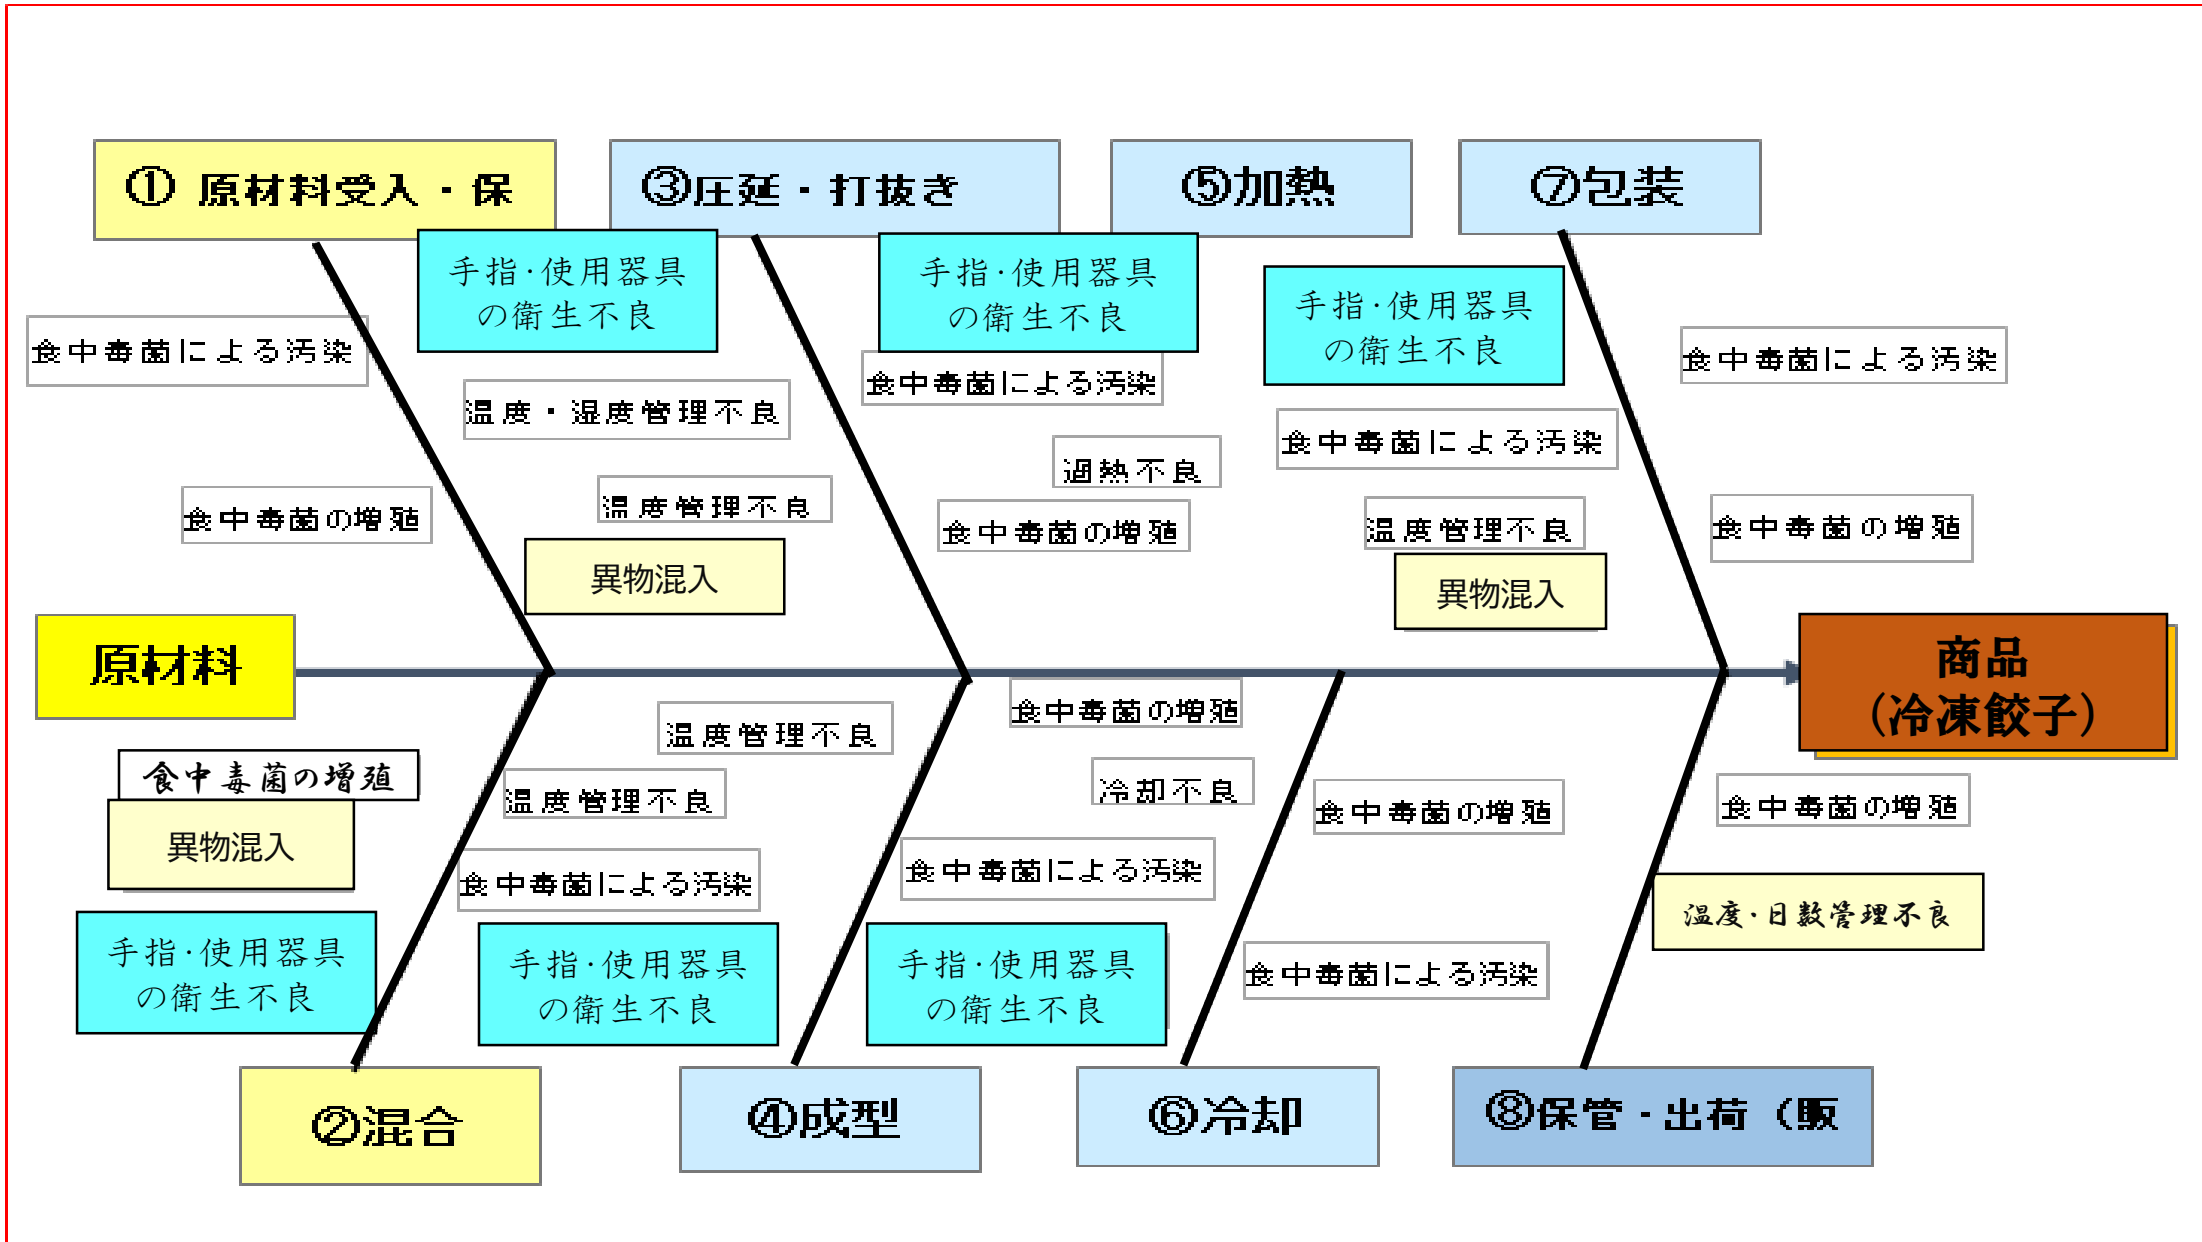 ① 原材料受入・保
③圧延・打抜き
⑤加熱
⑦包装
手指･使用器具
の衛生不良
手指･使用器具
の衛生不良
手指･使用器具
の衛生不良
食中毒菌による汚染
食中毒菌による汚染
食中毒菌による汚染
温度・湿度管理不良
食中毒菌による汚染
過熱不良
温度管理不良
食中毒菌の増殖
食中毒菌の増殖
温度管理不良
食中毒菌の増殖
異物混入
異物混入
原材料
商品
（冷凍餃子）
食中毒菌の増殖
温度管理不良
食中毒菌の増殖
冷却不良
温度管理不良
食中毒菌の増殖
食中毒菌の増殖
異物混入
食中毒菌による汚染
食中毒菌による汚染
温度･日数管理不良
手指･使用器具
の衛生不良
手指･使用器具
の衛生不良
手指･使用器具
の衛生不良
食中毒菌による汚染
②混合
④成型
⑥冷却
⑧保管・出荷（販